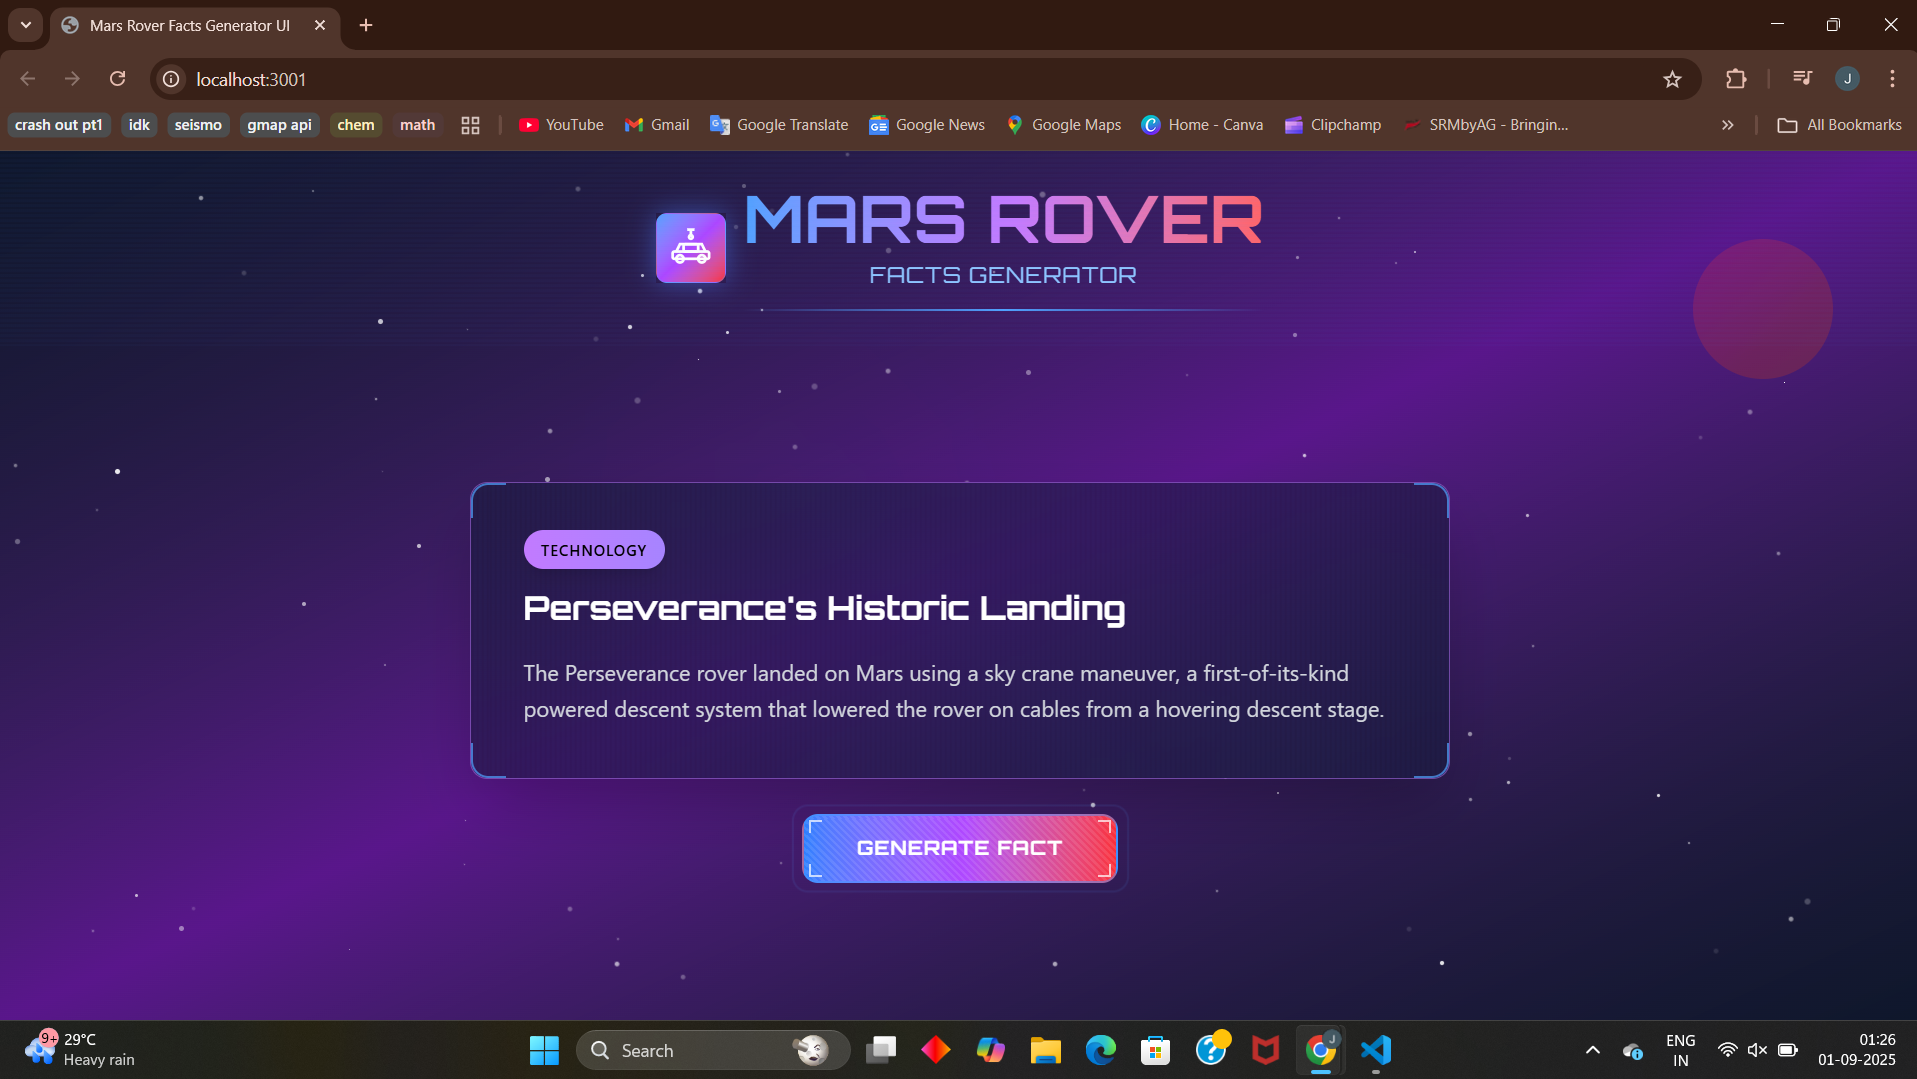 Mars Rover Facts Generator UI
localhost:3001
J
crash out pt1
idk
seismo
gmap api
chem
math
YouTube
Gmail
Google Translate
Google News
Google Maps
Home - Canva
Clipchamp
SRMbyAG - Bringin...
All Bookmarks
MARS ROVER
FACTS GENERATOR
TECHNOLOGY
Perseverance's Historic Landing
The Perseverance rover landed on Mars using a sky crane maneuver, a first-of-its-kind
powered descent system that lowered the rover on cables from a hovering descent stage.
GENERATE FACT
9+
29°C
Heavy rain
Search
J
ENG
IN
01:26
01-09-2025